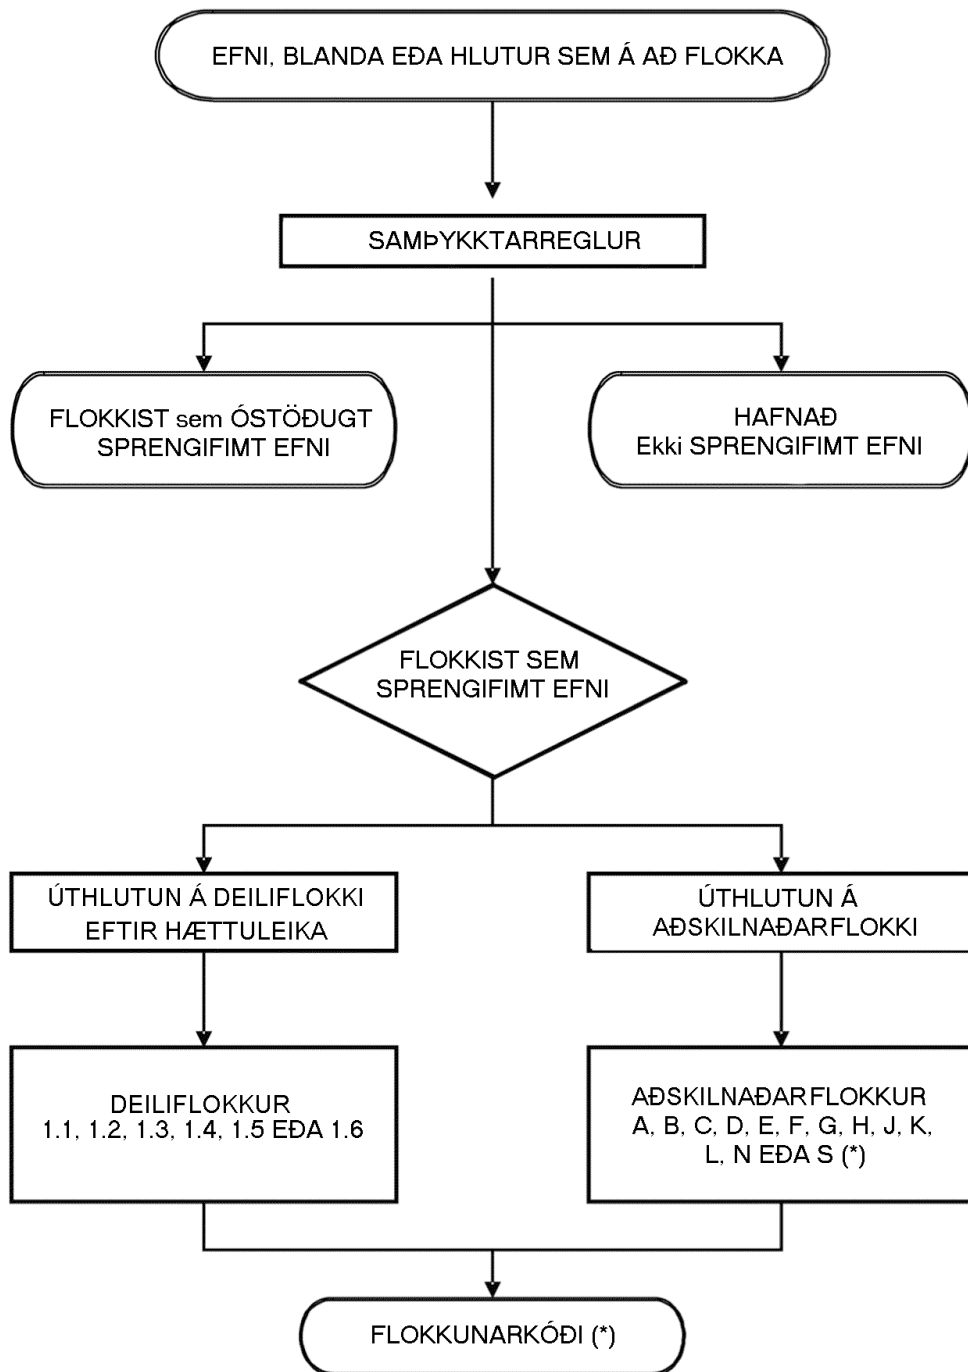 EFNI, BLANDA EÐA HLUTUR SEM Á AÐ FLOKKA
SAMÞYKKTARREGLUR
FLOKKIST sem ÓSTÖÐUGT
SPRENGIFIMT EFNI
HAFNAÐ
Ekki SPRENGIFIMT EFNI
FLOKKIST SEM
SPRENGIFIMT EFNI
ÚTHLUTUN Á DEILIFLOKKI
EFTIR HÆTTULEIKA
ÚTHLUTUN Á
AÐSKILNAÐARFLOKKI
DEILIFLOKKUR
1.1, 1.2, 1.3, 1.4, 1.5 EÐA 1.6
AÐSKILNAÐARFLOKKUR
A, B, C, D, E, F, G, H, J, K,
L, N EÐA S (*)
FLOKKUNARKÓÐI (*)